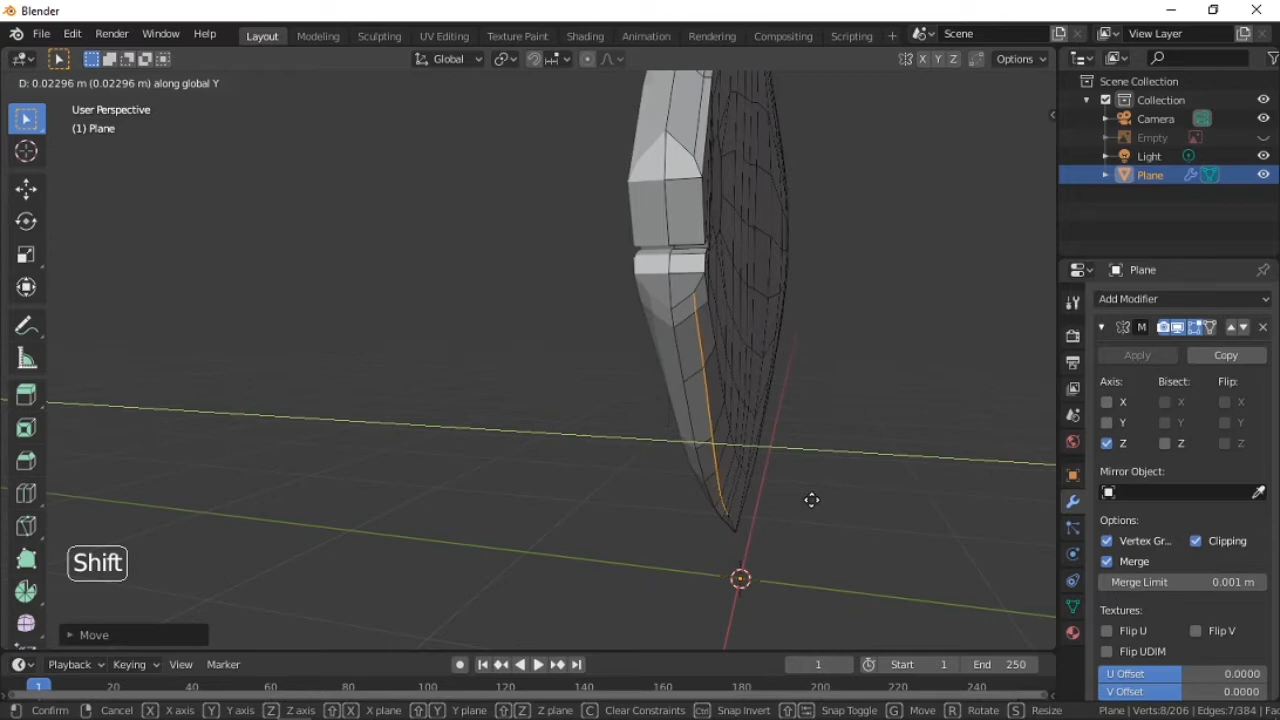 Blender
File Edit Render Window Help Layout Modeling Sculpting UV Editing Texture Paint Shading Animation Rendering Compositing Scripting + Scene View Layer
Global X Y Z Options
D: 0.02296 m (0.02296 m) along global Y
User Perspective
(1) Plane
Scene Collection
Collection
Camera
Empty
Light
Plane
Plane
Add Modifier
M
Apply Copy
Axis: Bisect: Flip:
X X X
Y Y Y
Z Z Z
Mirror Object:
Options:
Vertex Gr... Clipping
Merge
Merge Limit 0.001 m
Textures:
Flip U Flip V
Flip UDIM
U Offset 0.0000
V Offset 0.0000
Shift
Move
Playback Keying View Marker 1 Start 1 End 250
1 20 40 60 80 100 120 140 160 180 200 220 240
Confirm Cancel X X axis Y Y axis Z Z axis X X plane Y Y plane Z Z plane C Clear Constraints Snap Invert Snap Toggle G Move R Rotate S Resize Plane | Verts:8/206 | Edges:7/384 | Fac